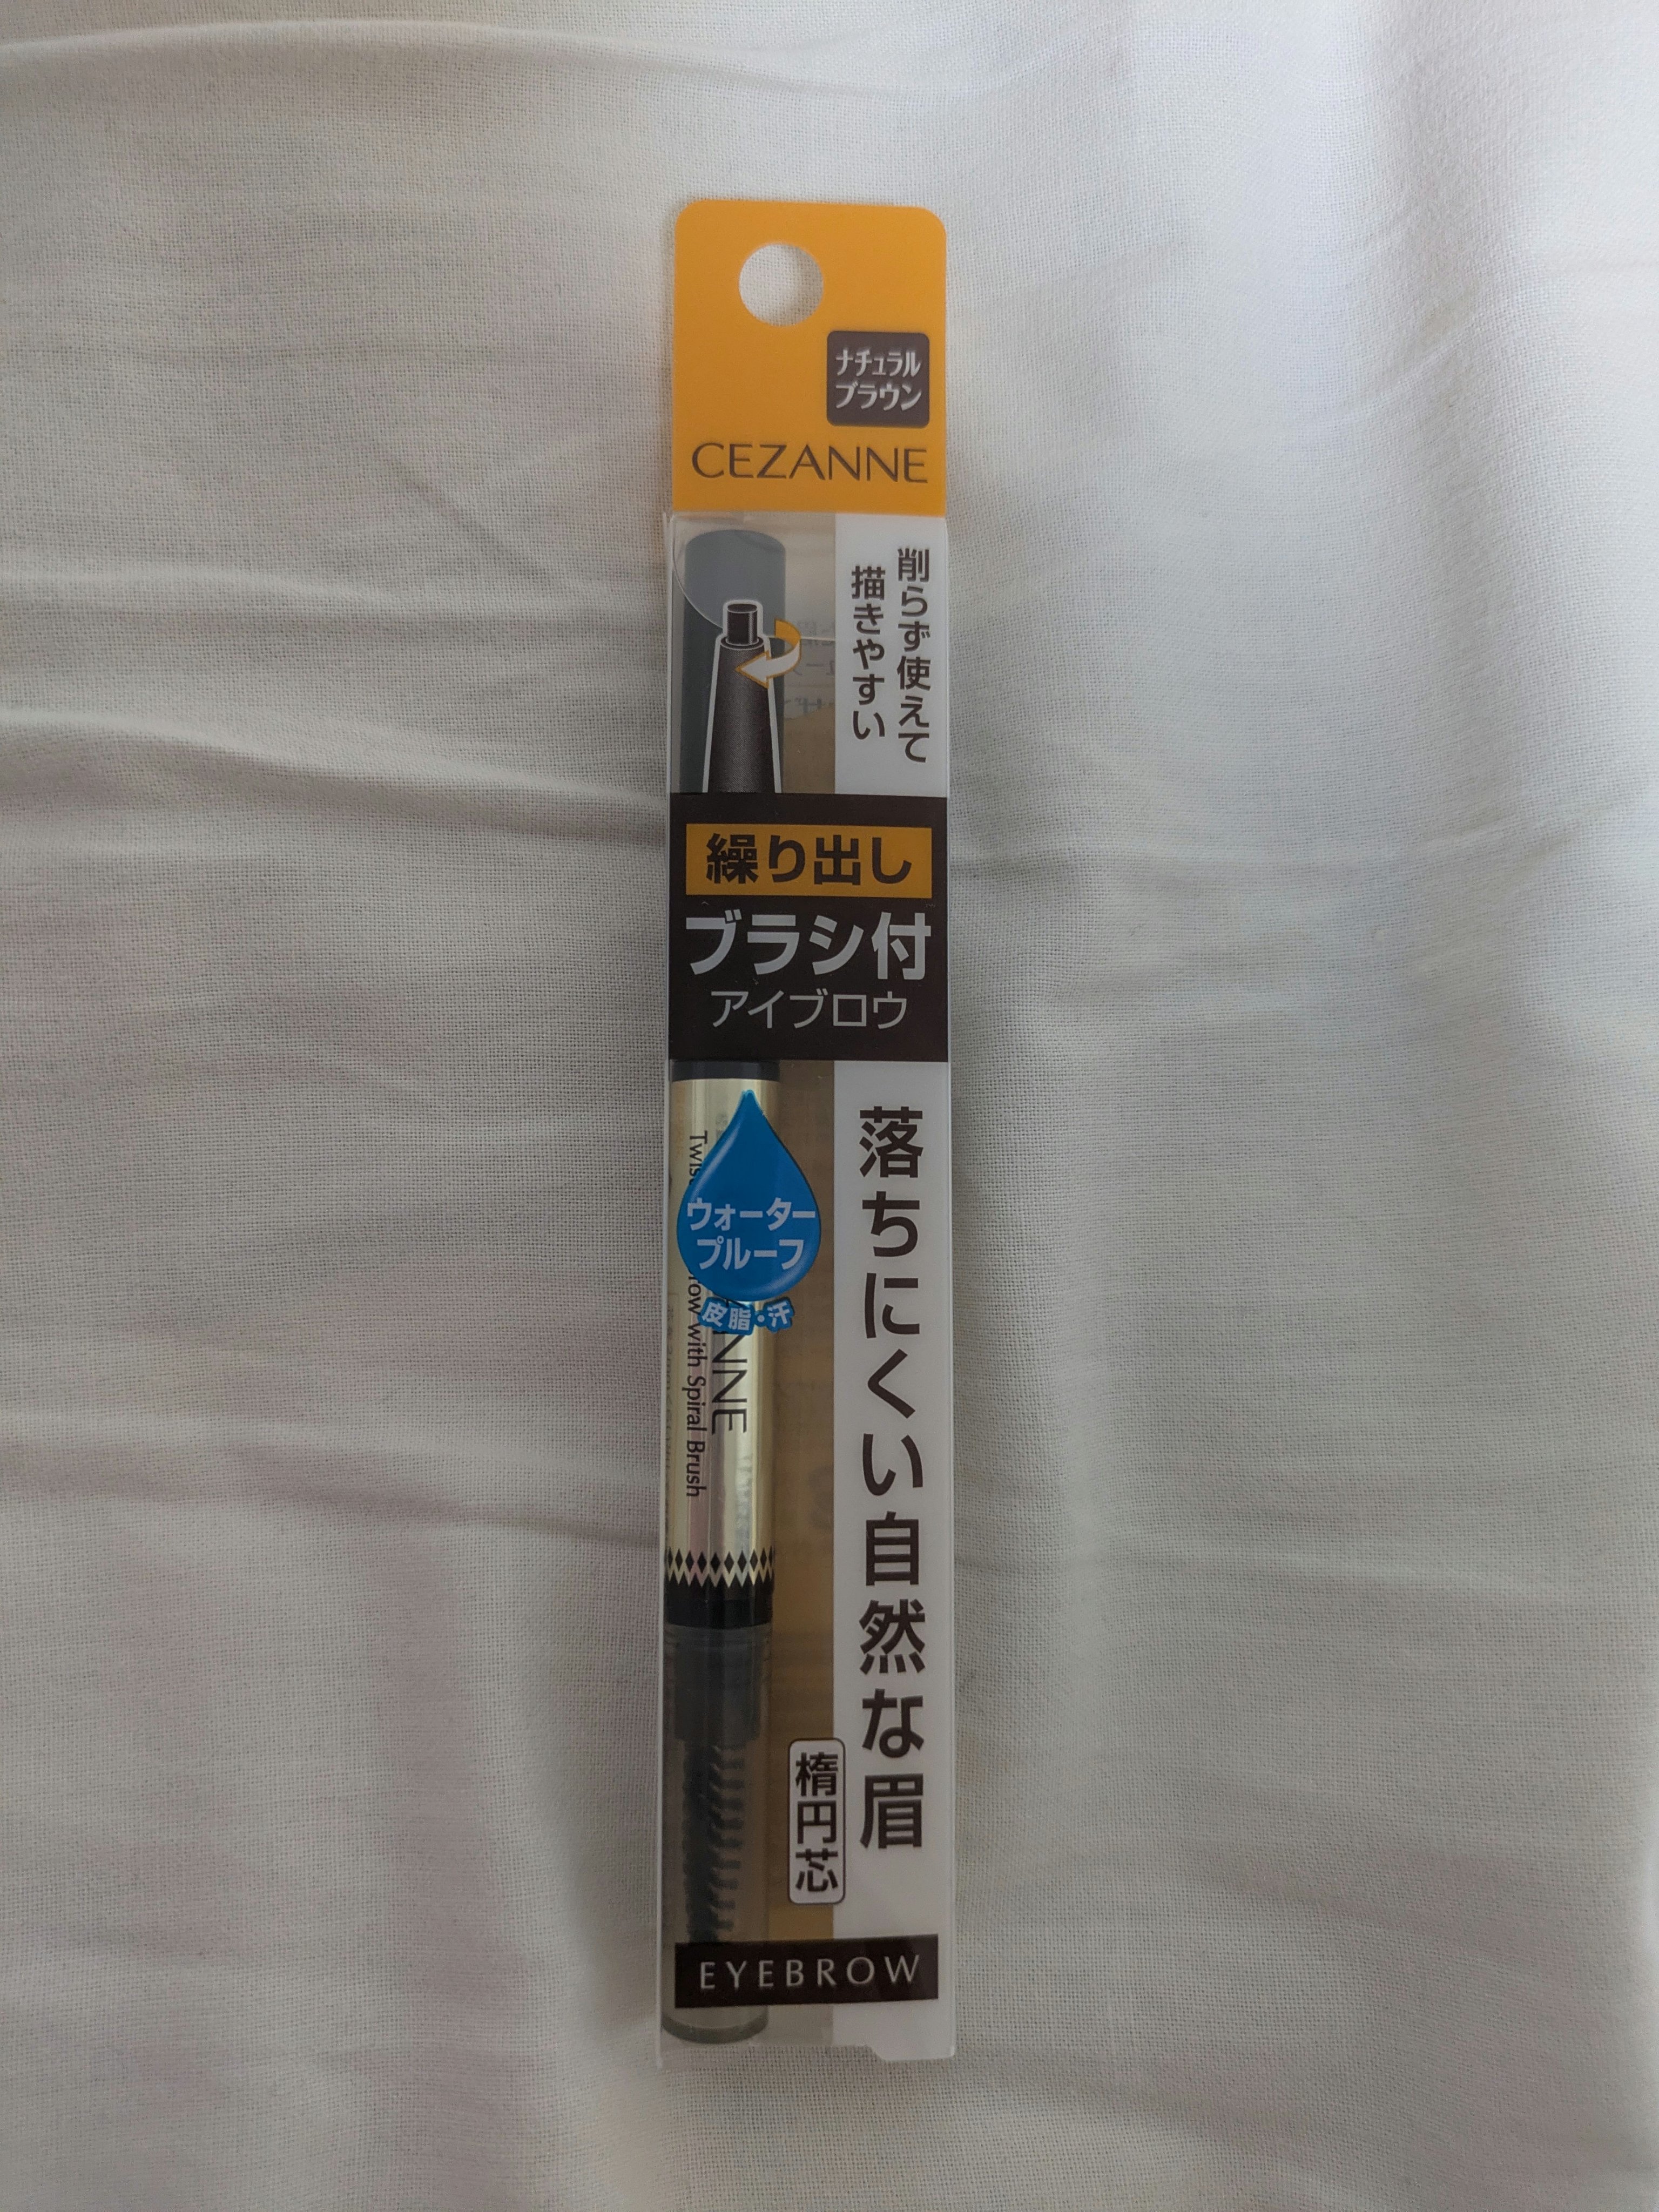 ナチュラル
ブラウン
CEZANNE
削らず使えて
描きやすい
繰り出し
ブラシ付
アイブロウ
ウォーター
プルーフ
皮脂・汗
with Spiral Brush
落ちにくい自然な眉
楕円芯
EYEBROW